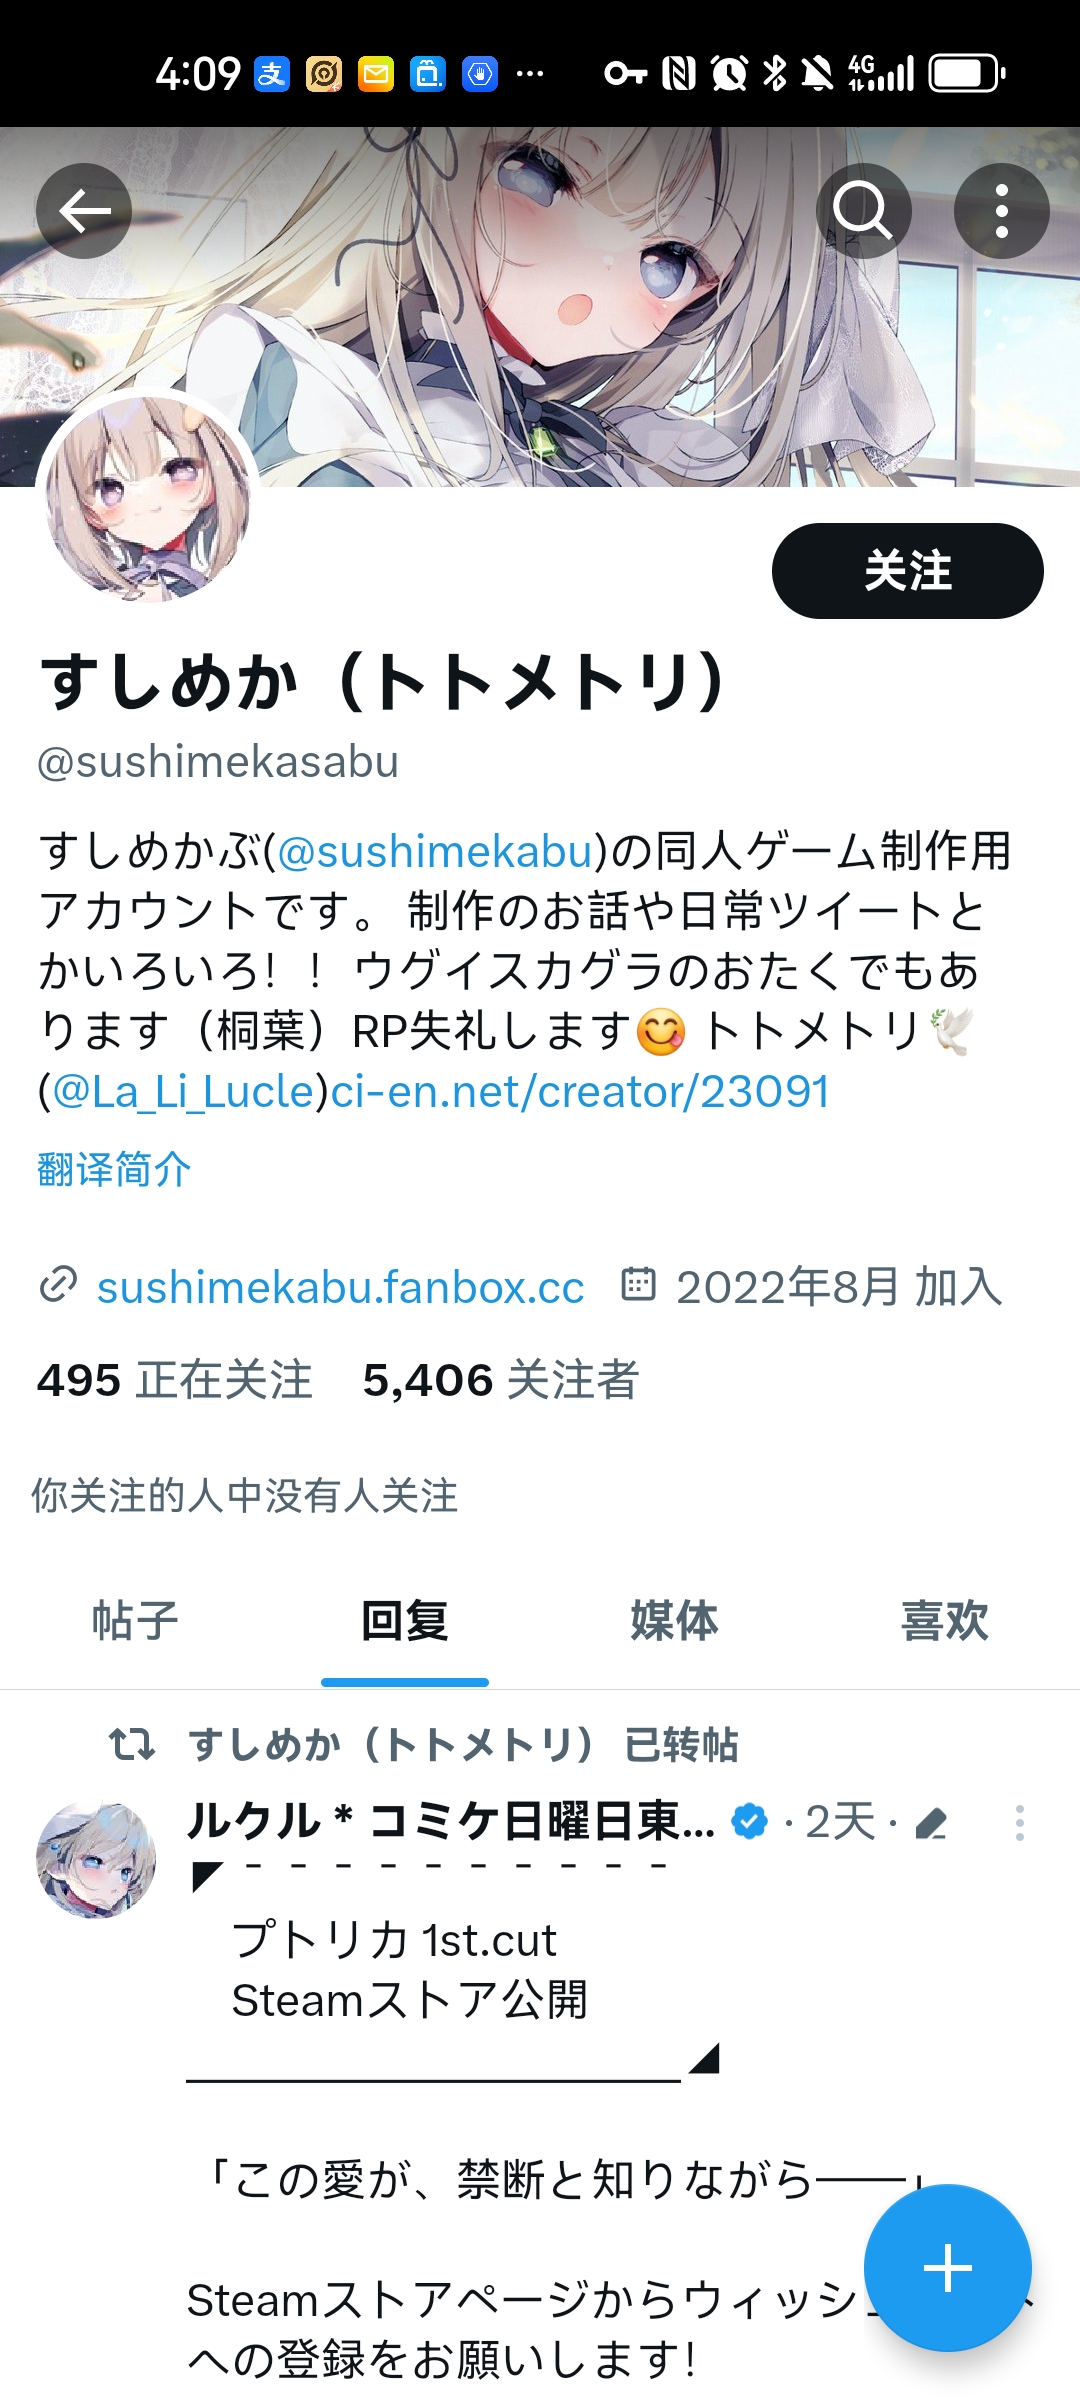 4:09 支 4G
关注
すしめか（トトメトリ）
@sushimekasabu
すしめかぶ(@sushimekabu)の同人ゲーム制作用
アカウントです。 制作のお話や日常ツイートと
かいろいろ！！ ウグイスカグラのおたくでもあ
ります（桐葉）RP失礼します😋 トトメトリ🕊️
(@La_Li_Lucle)ci-en.net/creator/23091
翻译简介
sushimekabu.fanbox.cc 2022年8月 加入
495 正在关注 5,406 关注者
你关注的人中没有人关注
帖子 回复 媒体 喜欢
すしめか（トトメトリ） 已转帖
ルクル * コミケ日曜日東... · 2天 ·
◤ - - - - - - - - - -
プトリカ 1st.cut
Steamストア公開
___________◢
「この愛が、禁断と知りながら――」
Steamストアページからウィッシ
への登録をお願いします！